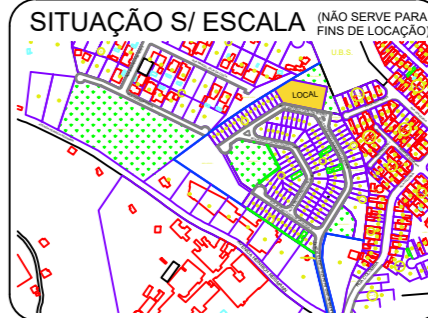 SITUAÇÃO S/ ESCALA
(NÃO SERVE PARA
FINS DE LOCAÇÃO)
U.B.S.
LOCAL